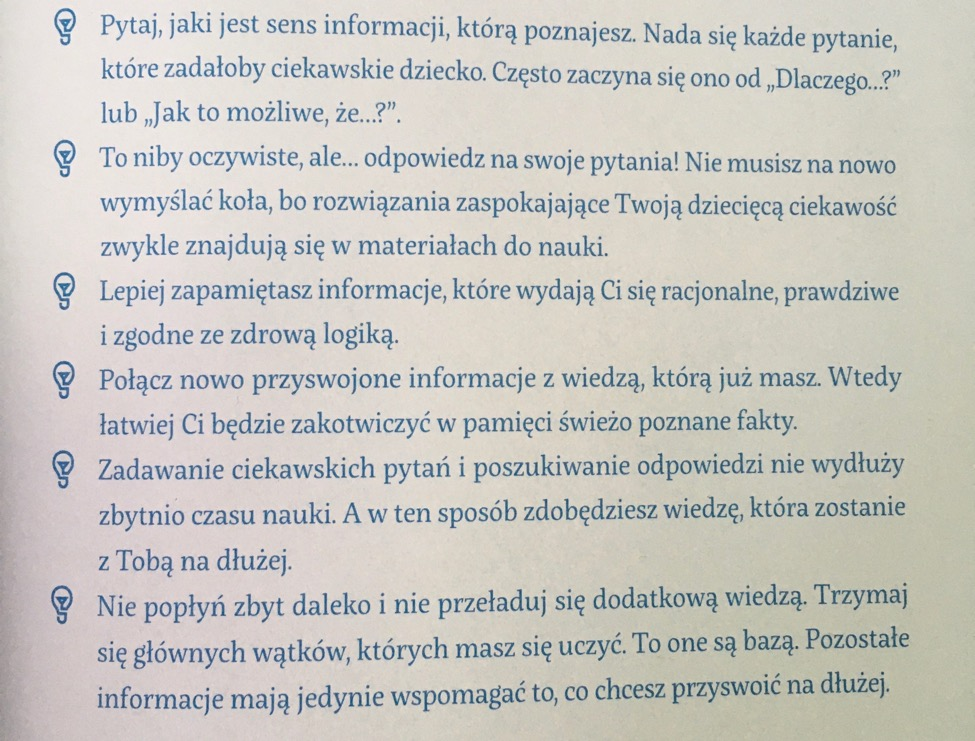 Pytaj, jaki jest sens informacji, którą poznajesz. Nada się każde pytanie,
które zadałoby ciekawskie dziecko. Często zaczyna się ono od „Dlaczego...?”
lub „Jak to możliwe, że...?”.
To niby oczywiste, ale... odpowiedz na swoje pytania! Nie musisz na nowo
wymyślać koła, bo rozwiązania zaspokajające Twoją dziecięcą ciekawość
zwykle znajdują się w materiałach do nauki.
Lepiej zapamiętasz informacje, które wydają Ci się racjonalne, prawdziwe
i zgodne ze zdrową logiką.
Połącz nowo przyswojone informacje z wiedzą, którą już masz. Wtedy
łatwiej Ci będzie zakotwiczyć w pamięci świeżo poznane fakty.
Zadawanie ciekawskich pytań i poszukiwanie odpowiedzi nie wydłuży
zbytnio czasu nauki. A w ten sposób zdobędziesz wiedzę, która zostanie
z Tobą na dłużej.
Nie popłyń zbyt daleko i nie przeładuj się dodatkową wiedzą. Trzymaj
się głównych wątków, których masz się uczyć. To one są bazą. Pozostałe
informacje mają jedynie wspomagać to, co chcesz przyswoić na dłużej.